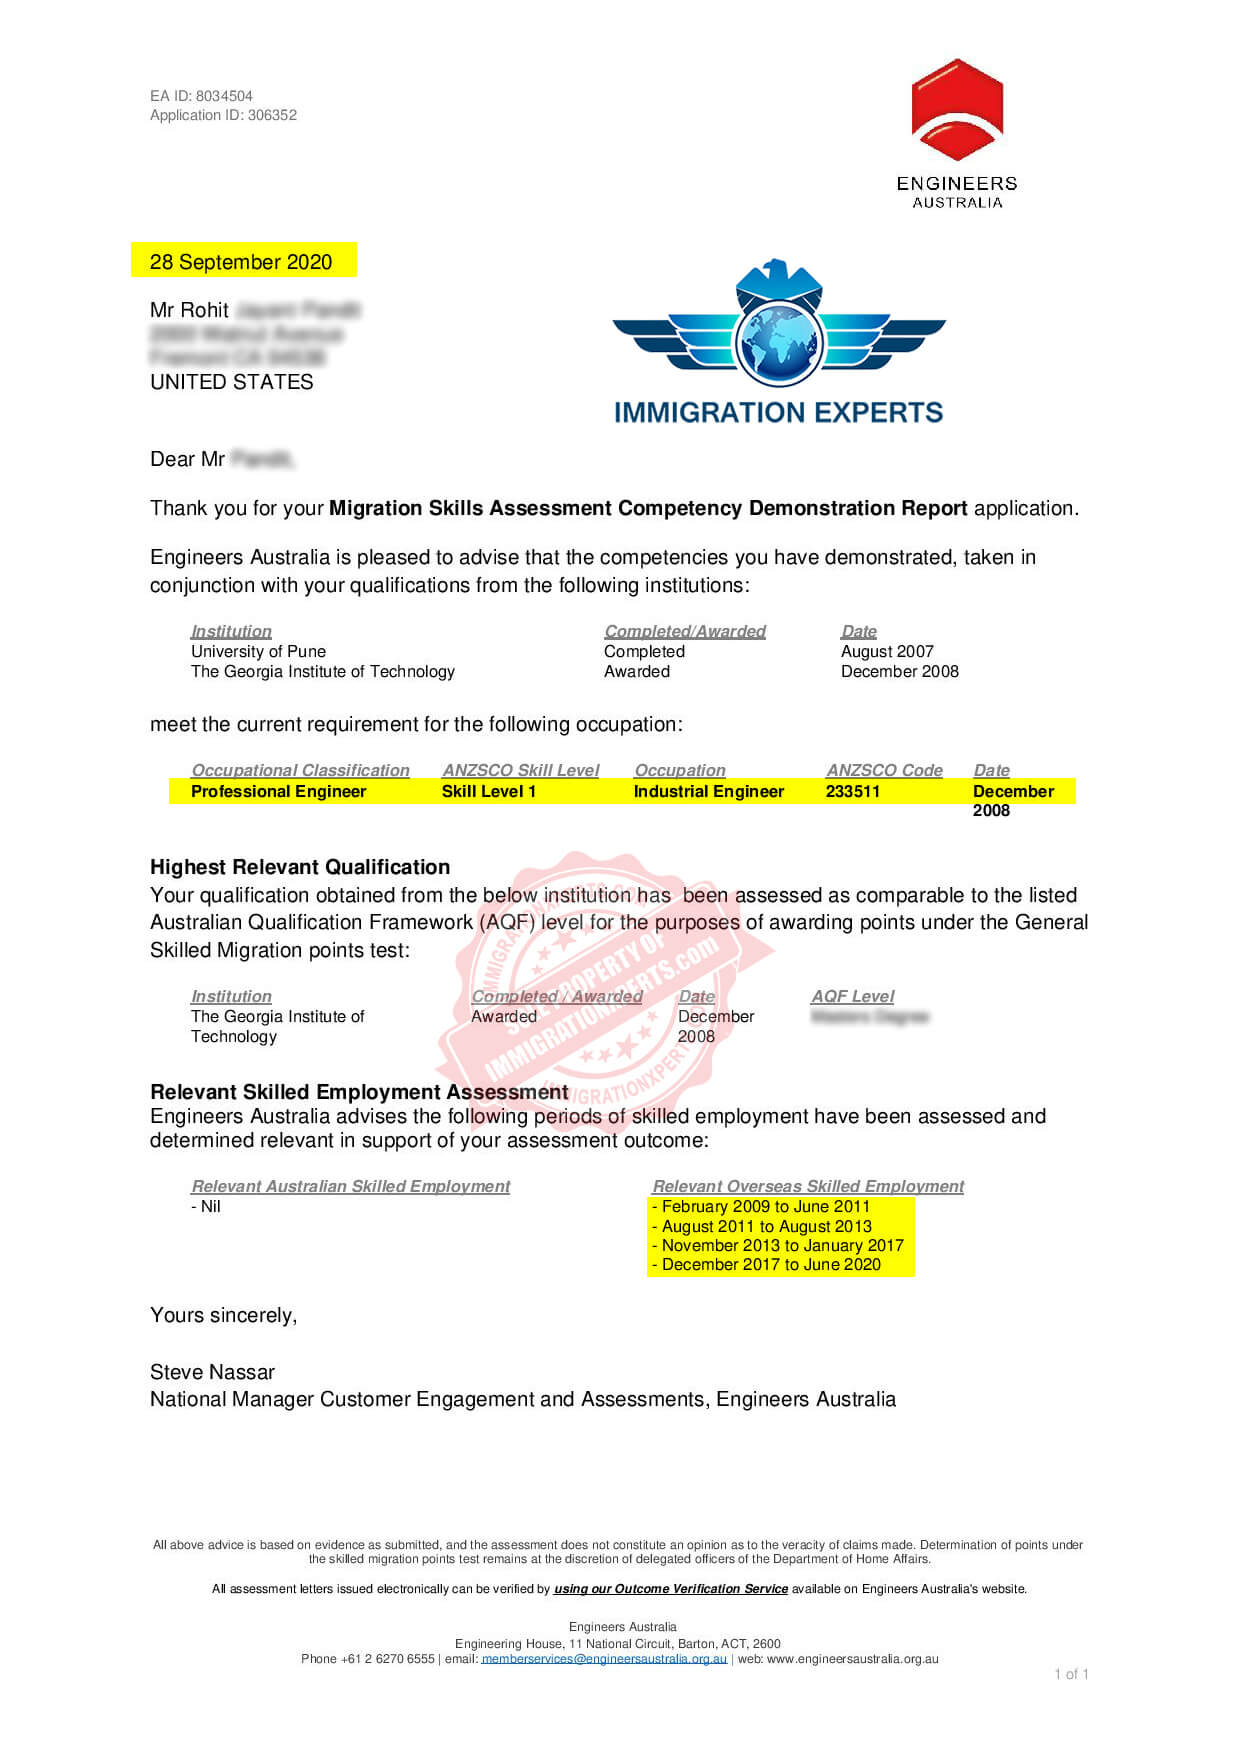 EA ID: 8034504
Application ID: 306352
ENGINEERS
AUSTRALIA
28 September 2020
Mr Rohit
UNITED STATES
IMMIGRATION EXPERTS
Dear Mr
Thank you for your Migration Skills Assessment Competency Demonstration Report application.
Engineers Australia is pleased to advise that the competencies you have demonstrated, taken in
conjunction with your qualifications from the following institutions:
Institution Completed/Awarded Date
University of Pune Completed August 2007
The Georgia Institute of Technology Awarded December 2008
meet the current requirement for the following occupation:
Occupational Classification ANZSCO Skill Level Occupation ANZSCO Code Date
Professional Engineer Skill Level 1 Industrial Engineer 233511 December
2008
Highest Relevant Qualification
Your qualification obtained from the below institution has been assessed as comparable to the listed
Australian Qualification Framework (AQF) level for the purposes of awarding points under the General
Skilled Migration points test:
Institution Completed / Awarded Date AQF Level
The Georgia Institute of Awarded December
Technology 2008
SOLE PROPERTY OF
IMMIGRATIONXPERTS.com
Relevant Skilled Employment Assessment
Engineers Australia advises the following periods of skilled employment have been assessed and
determined relevant in support of your assessment outcome:
Relevant Australian Skilled Employment Relevant Overseas Skilled Employment
- Nil - February 2009 to June 2011
- August 2011 to August 2013
- November 2013 to January 2017
- December 2017 to June 2020
Yours sincerely,
Steve Nassar
National Manager Customer Engagement and Assessments, Engineers Australia
All above advice is based on evidence as submitted, and the assessment does not constitute an opinion as to the veracity of claims made. Determination of points under
the skilled migration points test remains at the discretion of delegated officers of the Department of Home Affairs.
All assessment letters issued electronically can be verified by using our Outcome Verification Service available on Engineers Australia's website.
Engineers Australia
Engineering House, 11 National Circuit, Barton, ACT, 2600
Phone +61 2 6270 6555 | email: memberservices@engineersaustralia.org.au | web: www.engineersaustralia.org.au
1 of 1